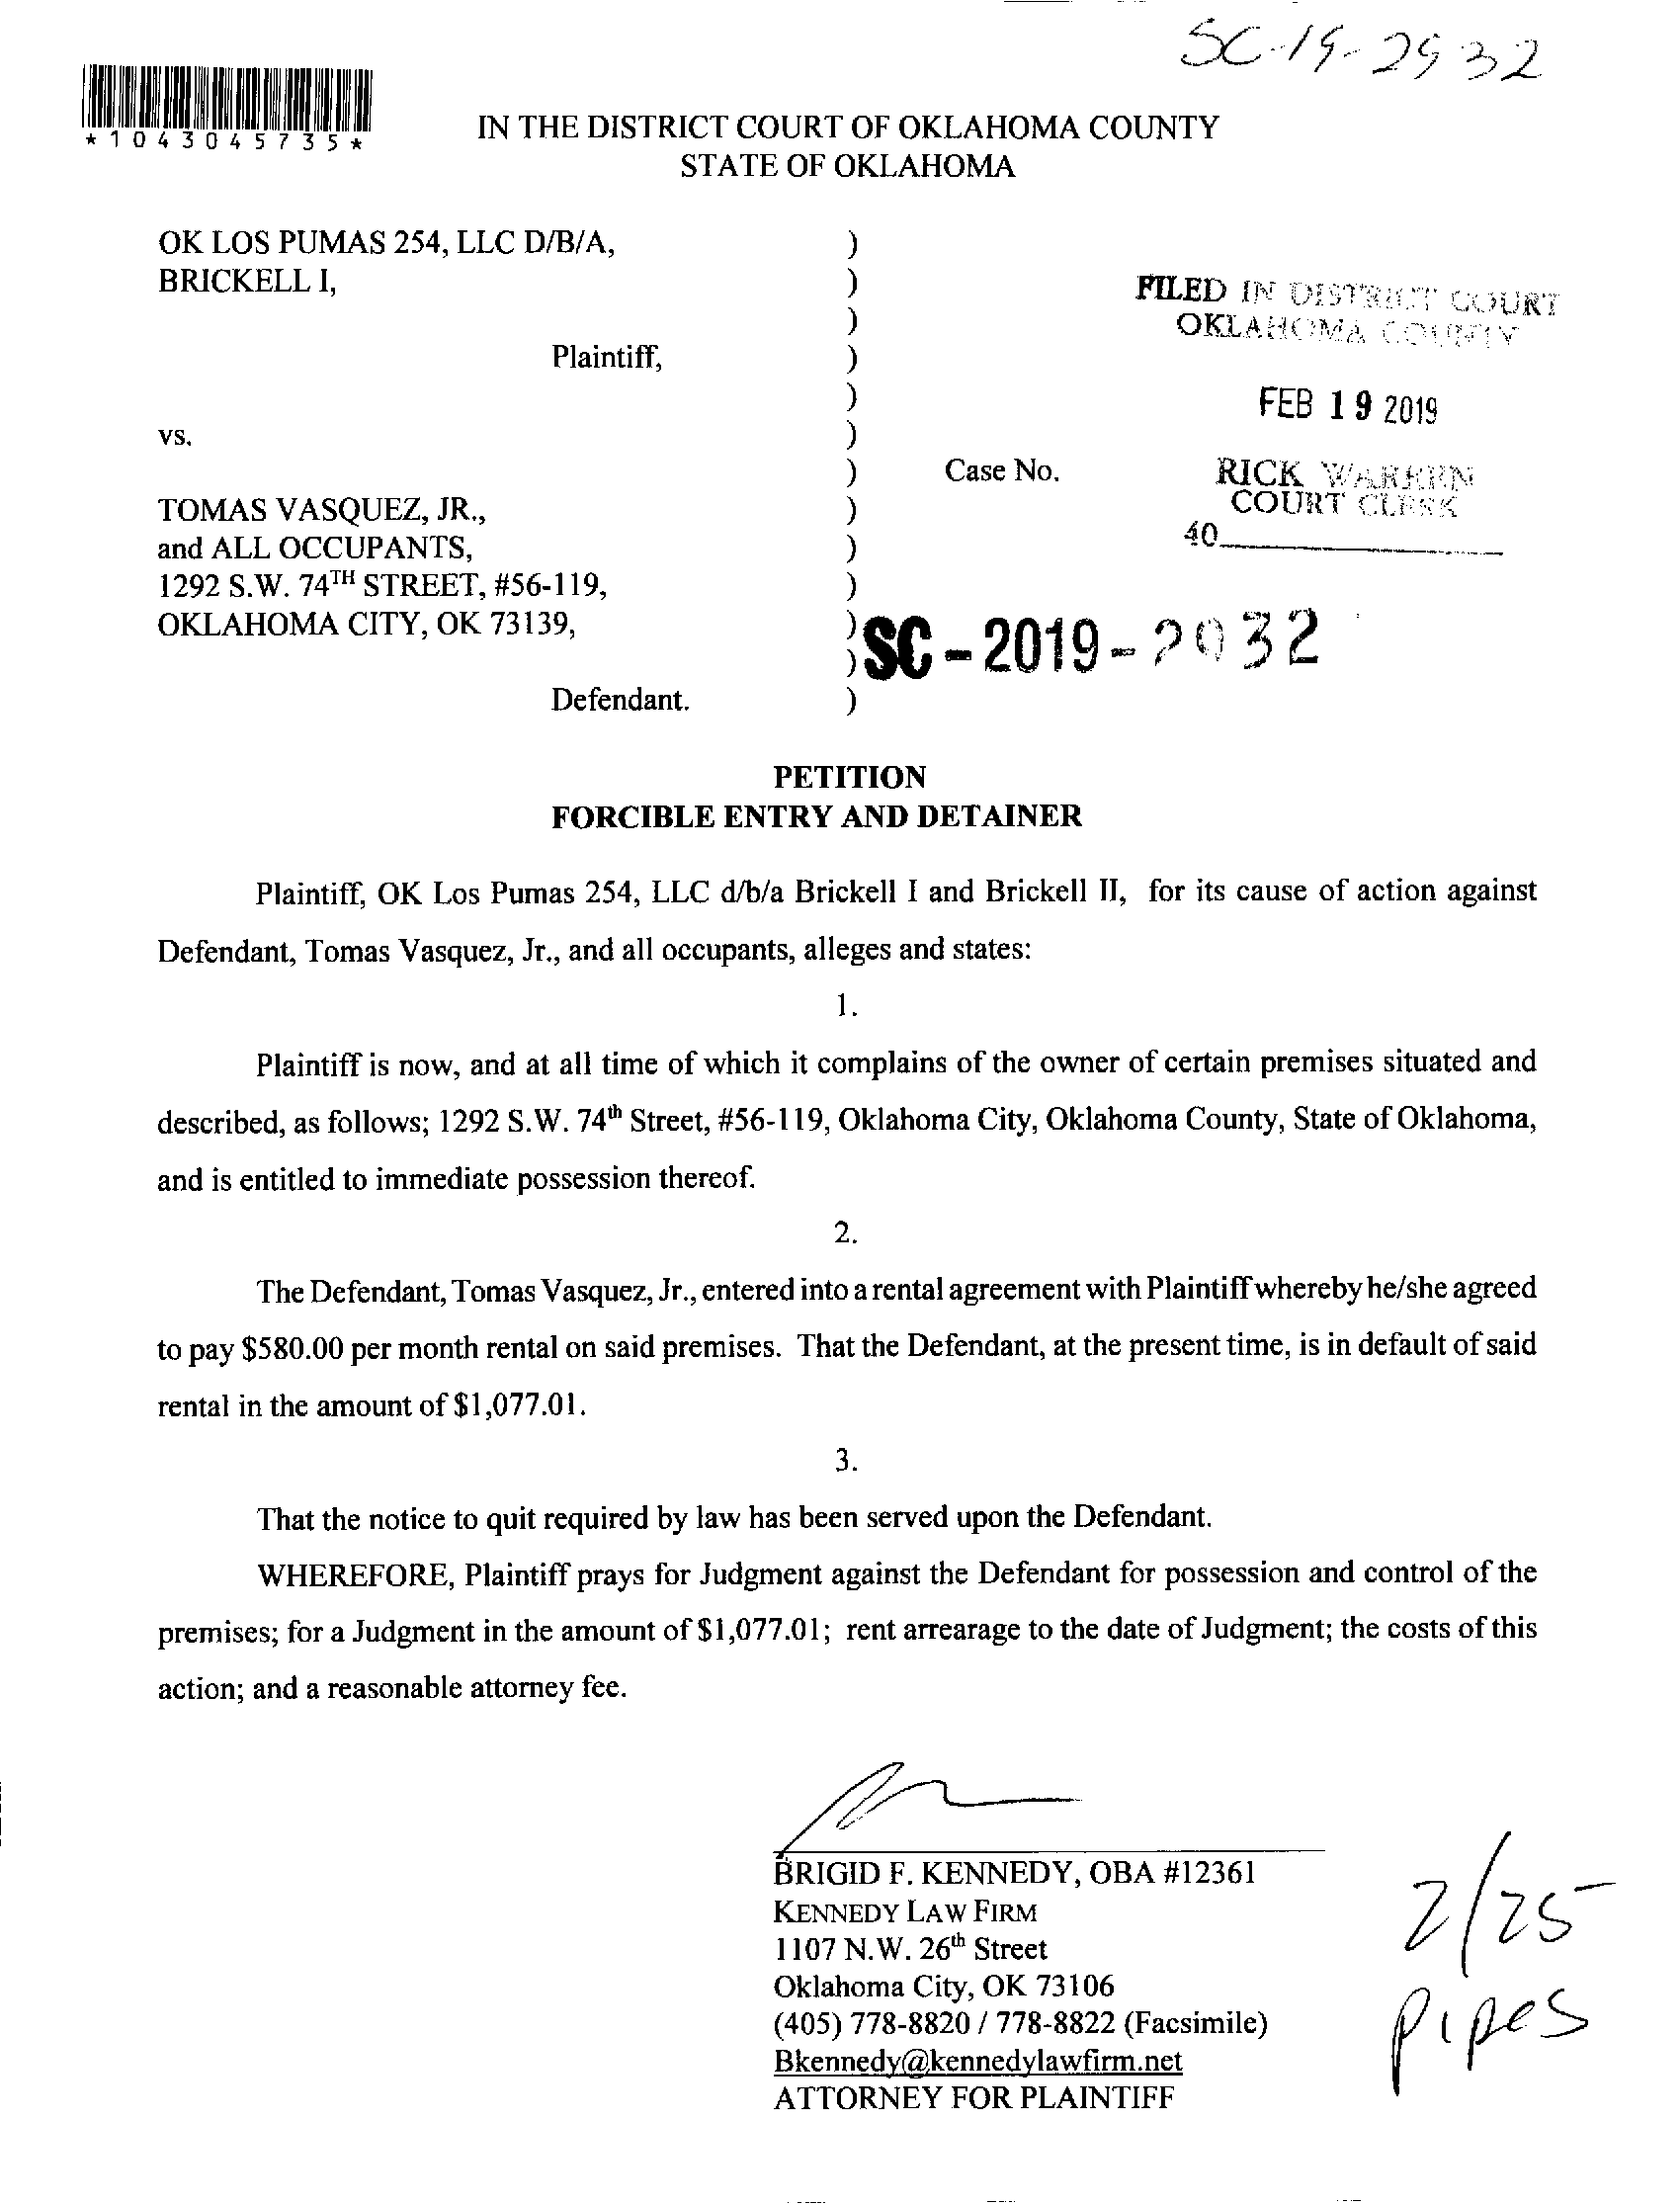 SC-19-2932
*1043045735*
IN THE DISTRICT COURT OF OKLAHOMA COUNTY
STATE OF OKLAHOMA
OK LOS PUMAS 254, LLC D/B/A, )
BRICKELL I, )
)
Plaintiff, )
)
vs. )
) Case No.
TOMAS VASQUEZ, JR., )
and ALL OCCUPANTS, )
1292 S.W. 74TH STREET, #56-119, )
OKLAHOMA CITY, OK 73139, )
)
Defendant. )
FILED IN DISTRICT COURT
OKLAHOMA COUNTY
FEB 19 2019
RICK WARREN
COURT CLERK
40
SC-2019-2932
PETITION
FORCIBLE ENTRY AND DETAINER
Plaintiff, OK Los Pumas 254, LLC d/b/a Brickell I and Brickell II, for its cause of action against
Defendant, Tomas Vasquez, Jr., and all occupants, alleges and states:
1.
Plaintiff is now, and at all time of which it complains of the owner of certain premises situated and
described, as follows; 1292 S.W. 74th Street, #56-119, Oklahoma City, Oklahoma County, State of Oklahoma,
and is entitled to immediate possession thereof.
2.
The Defendant, Tomas Vasquez, Jr., entered into a rental agreement with Plaintiff whereby he/she agreed
to pay $580.00 per month rental on said premises. That the Defendant, at the present time, is in default of said
rental in the amount of $1,077.01.
3.
That the notice to quit required by law has been served upon the Defendant.
WHEREFORE, Plaintiff prays for Judgment against the Defendant for possession and control of the
premises; for a Judgment in the amount of $1,077.01; rent arrearage to the date of Judgment; the costs of this
action; and a reasonable attorney fee.
BRIGID F. KENNEDY, OBA #12361
KENNEDY LAW FIRM
1107 N.W. 26th Street
Oklahoma City, OK 73106
(405) 778-8820 / 778-8822 (Facsimile)
Bkennedy@kennedylawfirm.net
ATTORNEY FOR PLAINTIFF
2/25
pipes